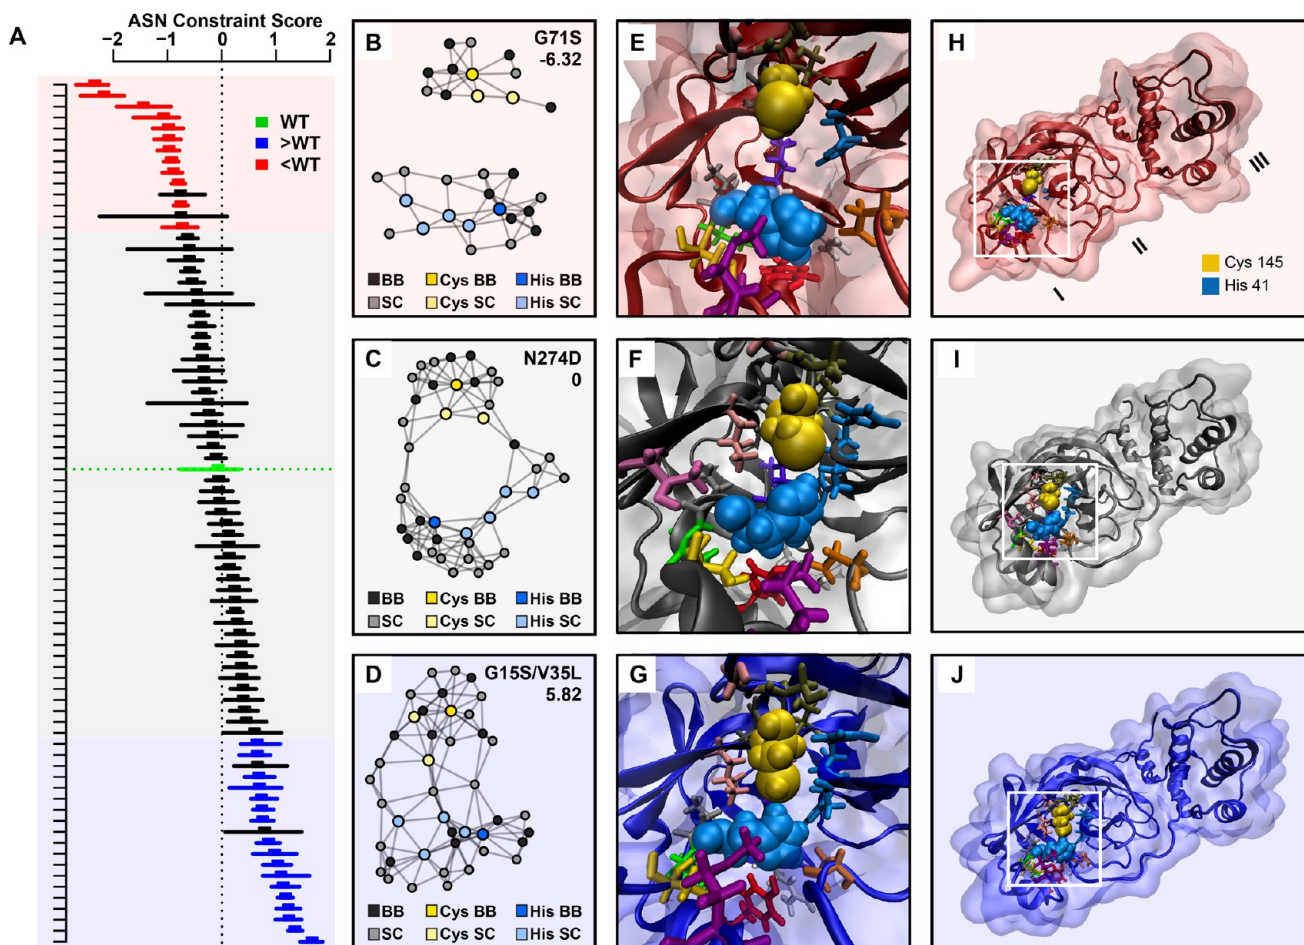 A
ASN Constraint Score
−2 −1 0 1 2
WT
>WT
<WT
B
G71S
-6.32
BB Cys BB His BB
SC Cys SC His SC
C
N274D
0
BB Cys BB His BB
SC Cys SC His SC
D
G15S/V35L
5.82
BB Cys BB His BB
SC Cys SC His SC
E
F
G
H
III
II
I
Cys 145
His 41
I
J